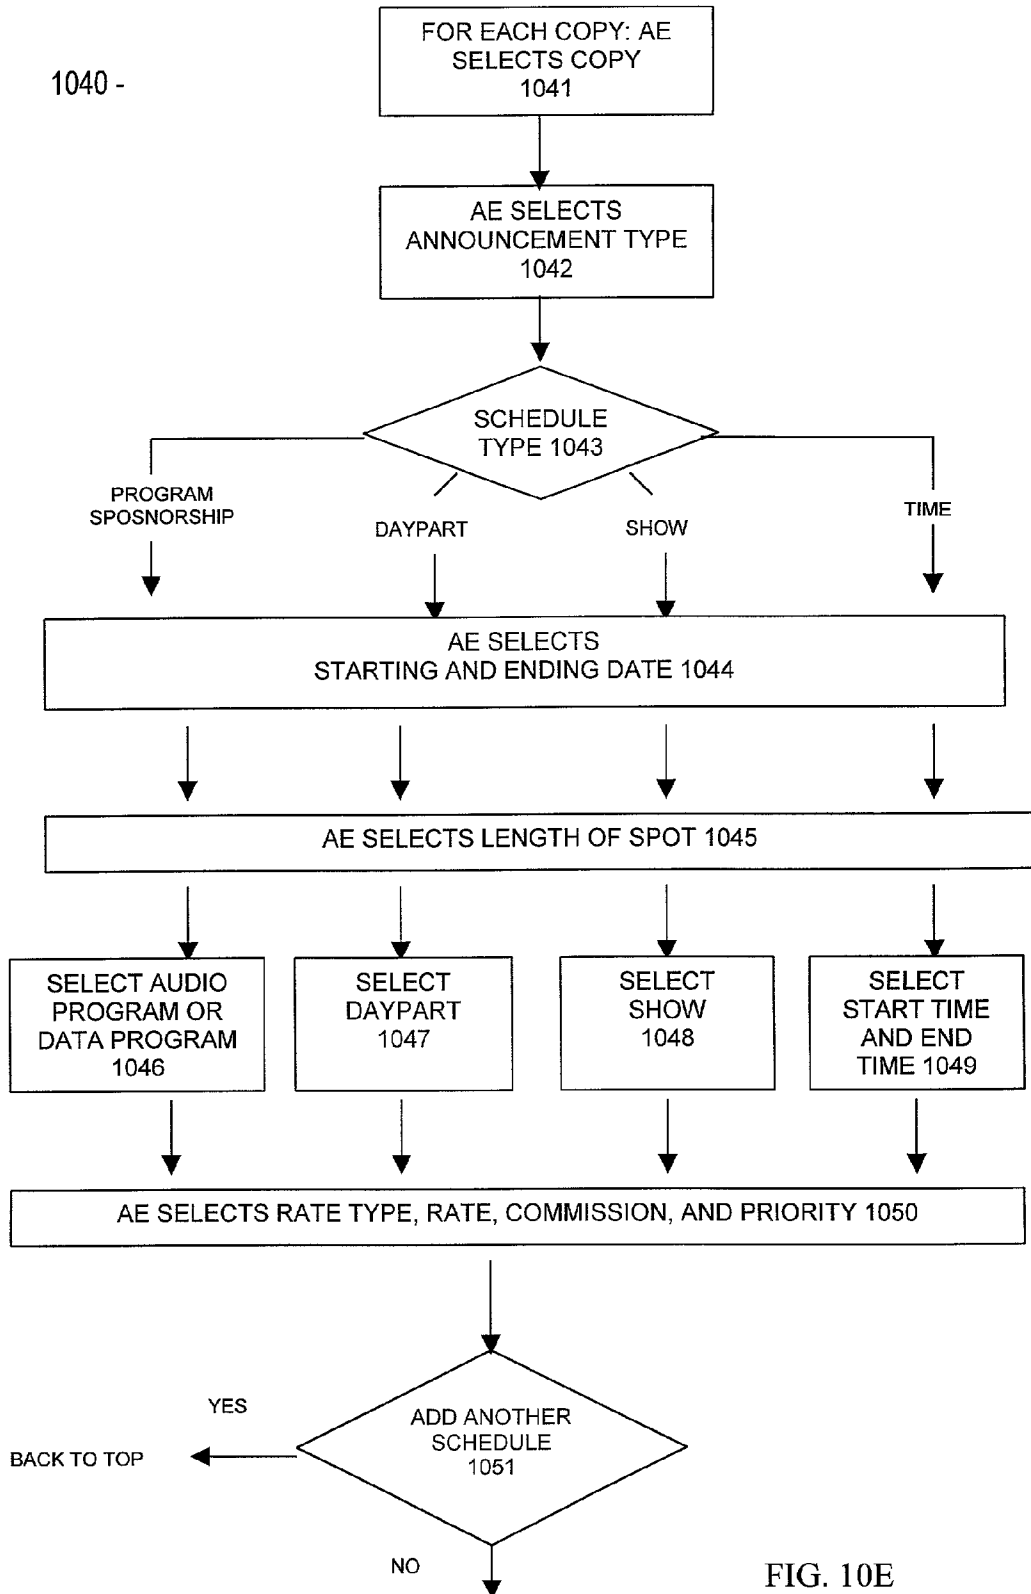 FOR EACH COPY: AE
SELECTS COPY
1041
1040 -
AE SELECTS
ANNOUNCEMENT TYPE
1042
SCHEDULE
TYPE 1043
PROGRAM
SPOSNORSHIP
DAYPART
SHOW
TIME
AE SELECTS
STARTING AND ENDING DATE 1044
AE SELECTS LENGTH OF SPOT 1045
SELECT AUDIO
PROGRAM OR
DATA PROGRAM
1046
SELECT
DAYPART
1047
SELECT
SHOW
1048
SELECT
START TIME
AND END
TIME 1049
AE SELECTS RATE TYPE, RATE, COMMISSION, AND PRIORITY 1050
YES
ADD ANOTHER
SCHEDULE
1051
BACK TO TOP
NO
FIG. 10E